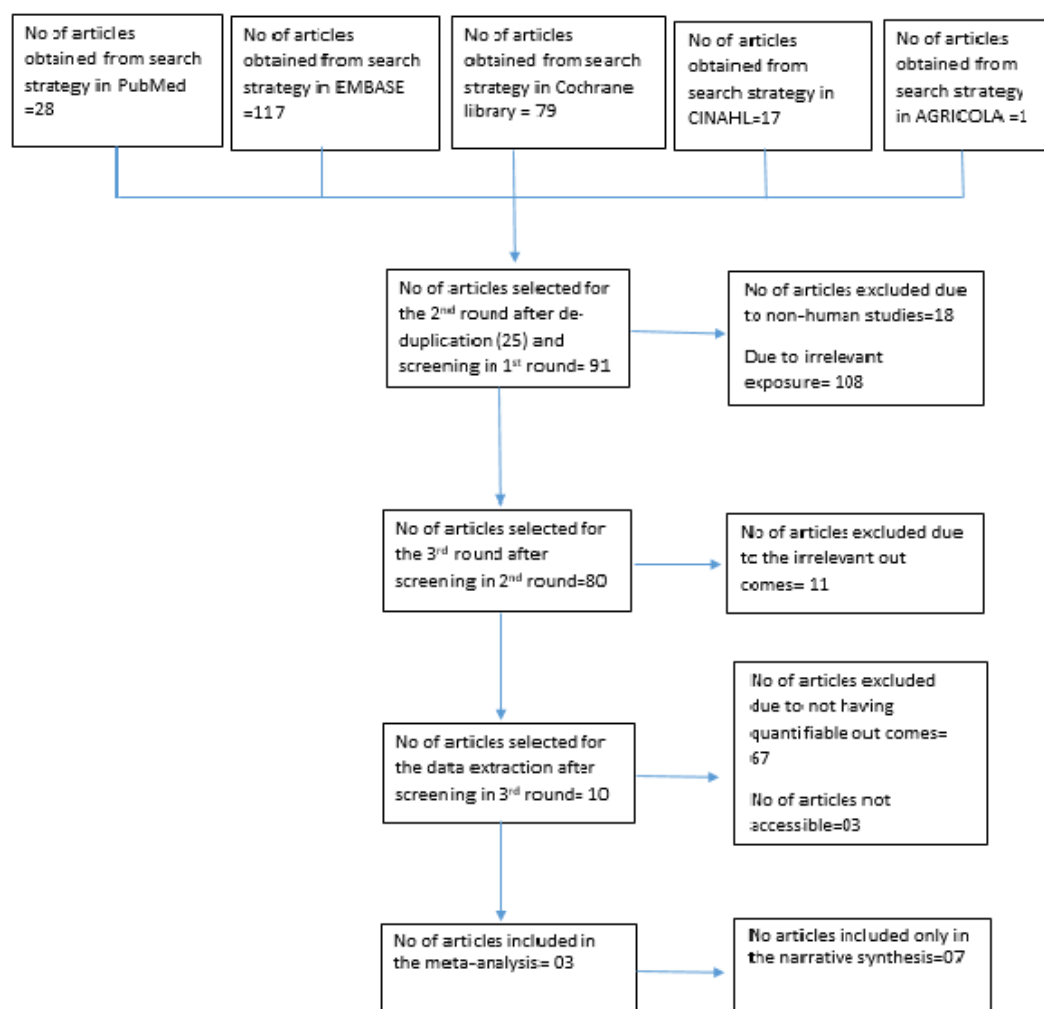 No of articles
obtained from search
strategy in PubMed
=28
No of articles
obtained from search
strategy in EMBASE
=117
No of articles
obtained from search
strategy in Cochrane
library = 79
No of articles
obtained from
search strategy in
CINAHL=17
No of articles
obtained from
search strategy
in AGRICOLA =1
No of articles selected for
the 2nd round after de-
duplication (25) and
screening in 1st round= 91
No of articles excluded due
to non-human studies=18
Due to irrelevant
exposure= 108
No of articles selected for
the 3rd round after
screening in 2nd round=80
No of articles excluded due
to the irrelevant out
comes= 11
No of articles selected for
the data extraction after
screening in 3rd round= 10
No of articles excluded
due to not having
quantifiable out comes=
67
No of articles not
accessible=03
No of articles included in
the meta-analysis= 03
No articles included only in
the narrative synthesis=07